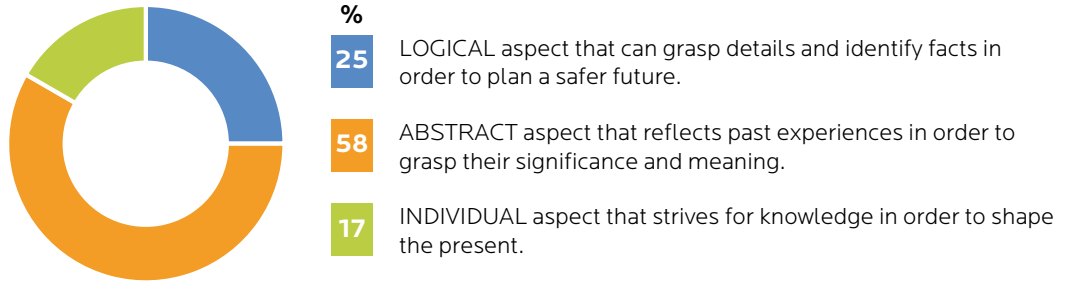 %
25
LOGICAL aspect that can grasp details and identify facts in
order to plan a safer future.
58
ABSTRACT aspect that reflects past experiences in order to
grasp their significance and meaning.
17
INDIVIDUAL aspect that strives for knowledge in order to shape
the present.